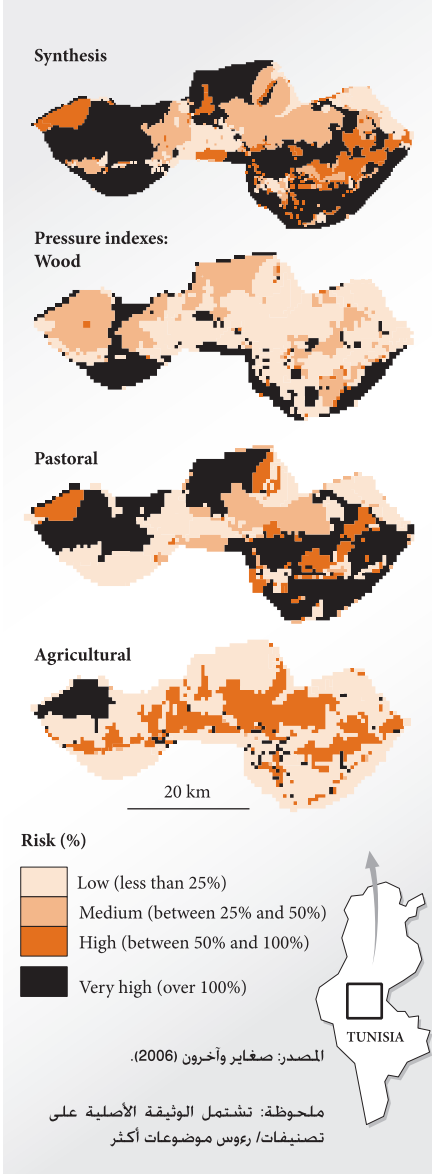 Synthesis
Pressure indexes:
Wood
Pastoral
Agricultural
20 km
Risk (%)
Low (less than 25%)
Medium (between 25% and 50%)
High (between 50% and 100%)
Very high (over 100%)
TUNISIA
المصدر: صغاير وآخرون (2006).
ملحوظة: تشتمل الوثيقة الأصلية على
تصنيفات/ رءوس موضوعات أكثر